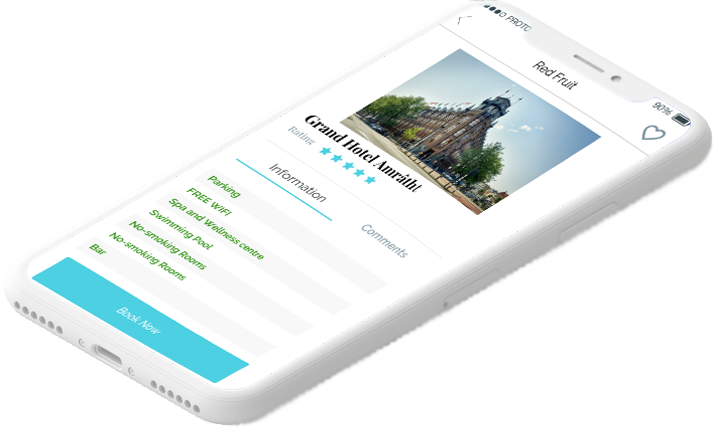 PROTO
90%
Red Fruit
Grand Hotel Amrâth!
Rating
Information
Comments
Parking
FREE WIFI
Spa and Wellness centre
Swimming Pool
No-smoking Rooms
No-smoking Rooms
Bar
Book Now